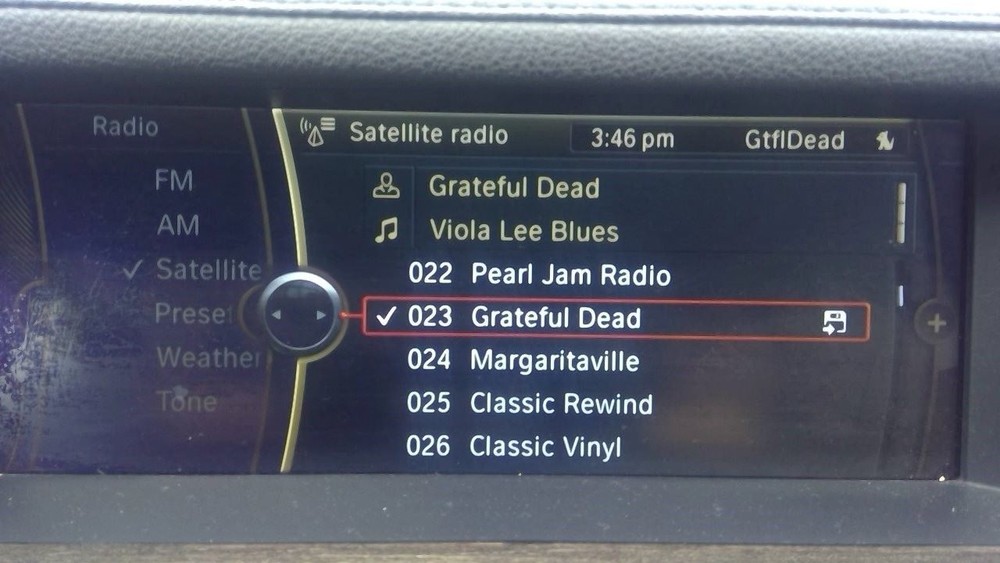 Radio
FM
AM
Satellite
Prese
Weather
Tone
Satellite radio 3:46 pm GtflDead
Grateful Dead
Viola Lee Blues
022 Pearl Jam Radio
023 Grateful Dead
024 Margaritaville
025 Classic Rewind
026 Classic Vinyl